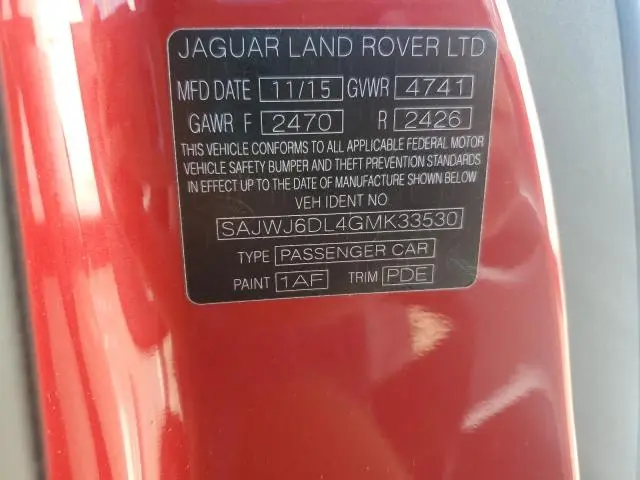 JAGUAR LAND ROVER LTD
MFD DATE 11/15 GVWR 4741
GAWR F 2470 R 2426
THIS VEHICLE CONFORMS TO ALL APPLICABLE FEDERAL MOTOR
VEHICLE SAFETY BUMPER AND THEFT PREVENTION STANDARDS
IN EFFECT UP TO THE DATE OF MANUFACTURE SHOWN BELOW
VEH IDENT NO
SAJWJ6DL4GMK33530
TYPE PASSENGER CAR
PAINT 1AF TRIM PDE